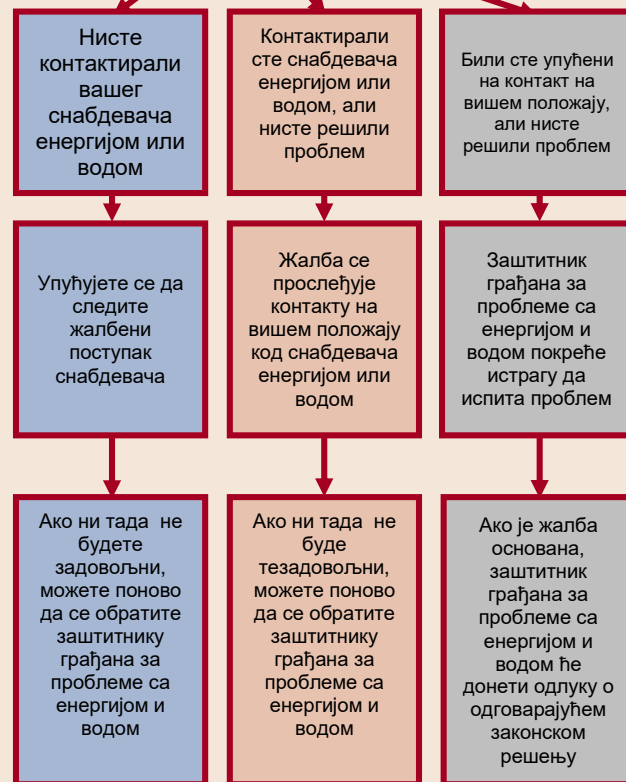 Нисте
контактирали
вашег
снабдевача
енергијом или
водом
Контактирали
сте снабдевача
енергијом или
водом, али
нисте решили
проблем
Били сте упућени
на контакт на
вишем положају,
али нисте
решили проблем
Упућујете се да
следите
жалбени
поступак
снабдевача
Жалба се
прослеђује
контакту на
вишем положају
код снабдевача
енергијом или
водом
Заштитник
грађана за
проблеме са
енергијом и
водом покреће
истрагу да
испита проблем
Ако ни тада не
будете
задовољни,
можете поново
да се обратите
заштитнику
грађана за
проблеме са
енергијом и
водом
Ако ни тада не
буде
тезадовољни,
можете поново
да се обратите
заштитнику
грађана за
проблеме са
енергијом и
водом
Ако је жалба
основана,
заштитник
грађана за
проблеме са
енергијом и
водом ће
донети одлуку о
одговарајућем
законском
решењу